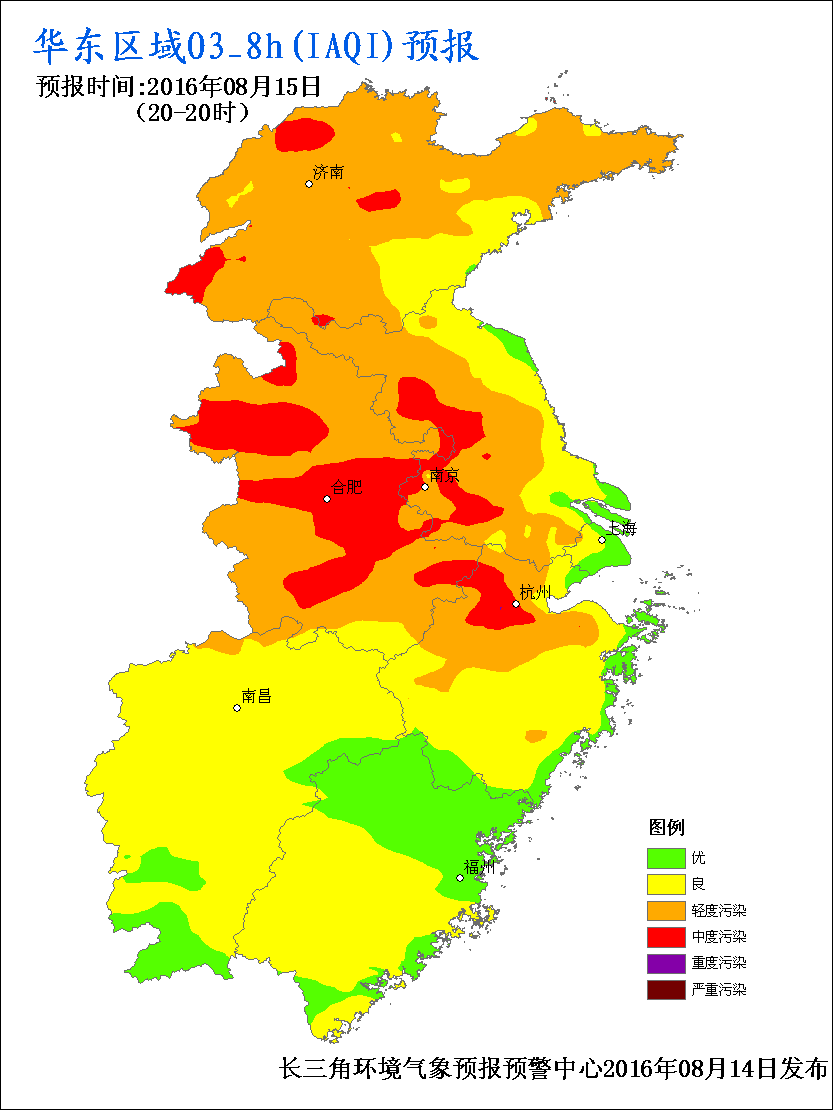 华东区域O3_8h(IAQI)预报
预报时间:2016年08月15日
（20-20时）
济南
合肥
南京
上海
杭州
南昌
福州
图例
优
良
轻度污染
中度污染
重度污染
严重污染
长三角环境气象预报预警中心2016年08月14日发布